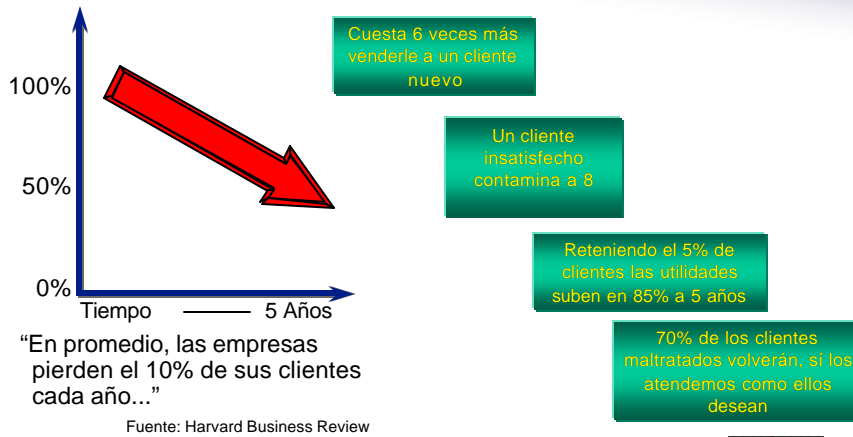 100%
50%
0%
Tiempo 5 Años
“En promedio, las empresas
pierden el 10% de sus clientes
cada año...”
Fuente: Harvard Business Review
Cuesta 6 veces más
venderle a un cliente
nuevo
Un cliente
insatisfecho
contamina a 8
Reteniendo el 5% de
clientes las utilidades
suben en 85% a 5 años
70% de los clientes
maltratados volverán, sí los
atendemos como ellos
desean